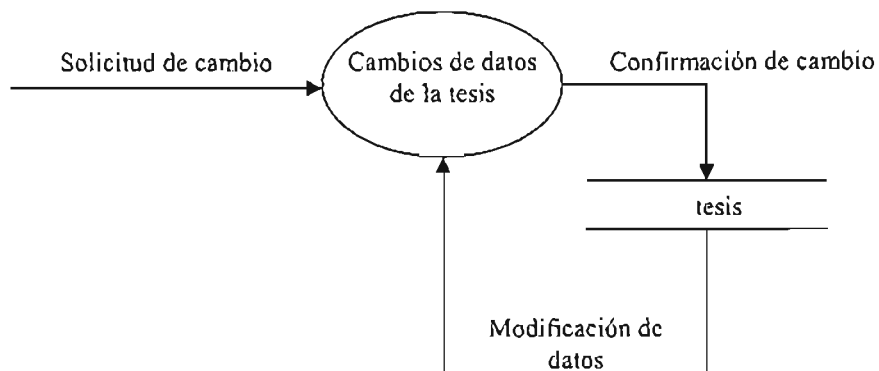 Solicitud de cambio
Cambios de datos
de la tesis
Confirmación de cambio
tesis
Modificación de
datos